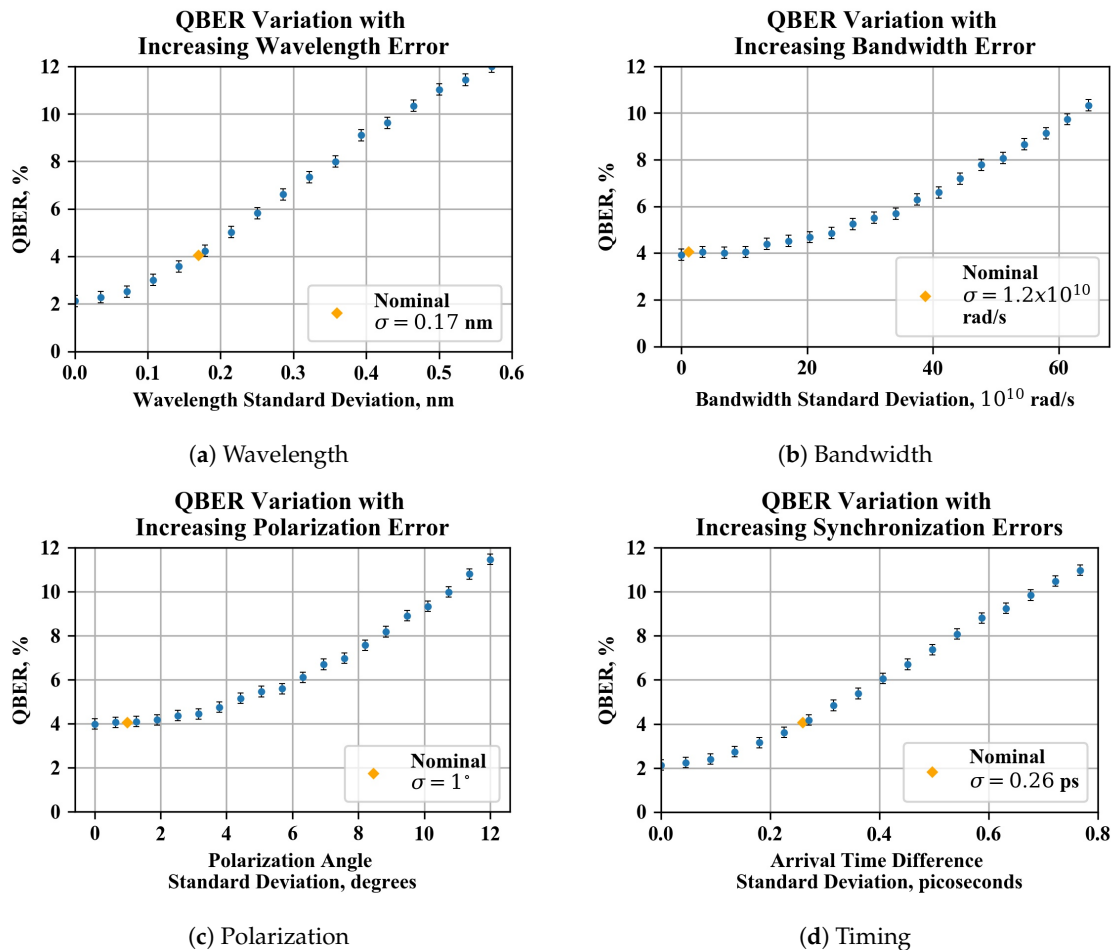 QBER Variation with
Increasing Wavelength Error
12
10
8
6
4
2
0
QBER, %
Nominal
σ = 0.17 nm
0.0 0.1 0.2 0.3 0.4 0.5 0.6
Wavelength Standard Deviation, nm
(a) Wavelength
QBER Variation with
Increasing Bandwidth Error
12
10
8
6
4
2
0
QBER, %
Nominal
σ = 1.2x10¹⁰
rad/s
0 20 40 60
Bandwidth Standard Deviation, 10¹⁰ rad/s
(b) Bandwidth
QBER Variation with
Increasing Polarization Error
12
10
8
6
4
2
0
QBER, %
Nominal
σ = 1°
0 2 4 6 8 10 12
Polarization Angle
Standard Deviation, degrees
(c) Polarization
QBER Variation with
Increasing Synchronization Errors
12
10
8
6
4
2
0
QBER, %
Nominal
σ = 0.26 ps
0.0 0.2 0.4 0.6 0.8
Arrival Time Difference
Standard Deviation, picoseconds
(d) Timing